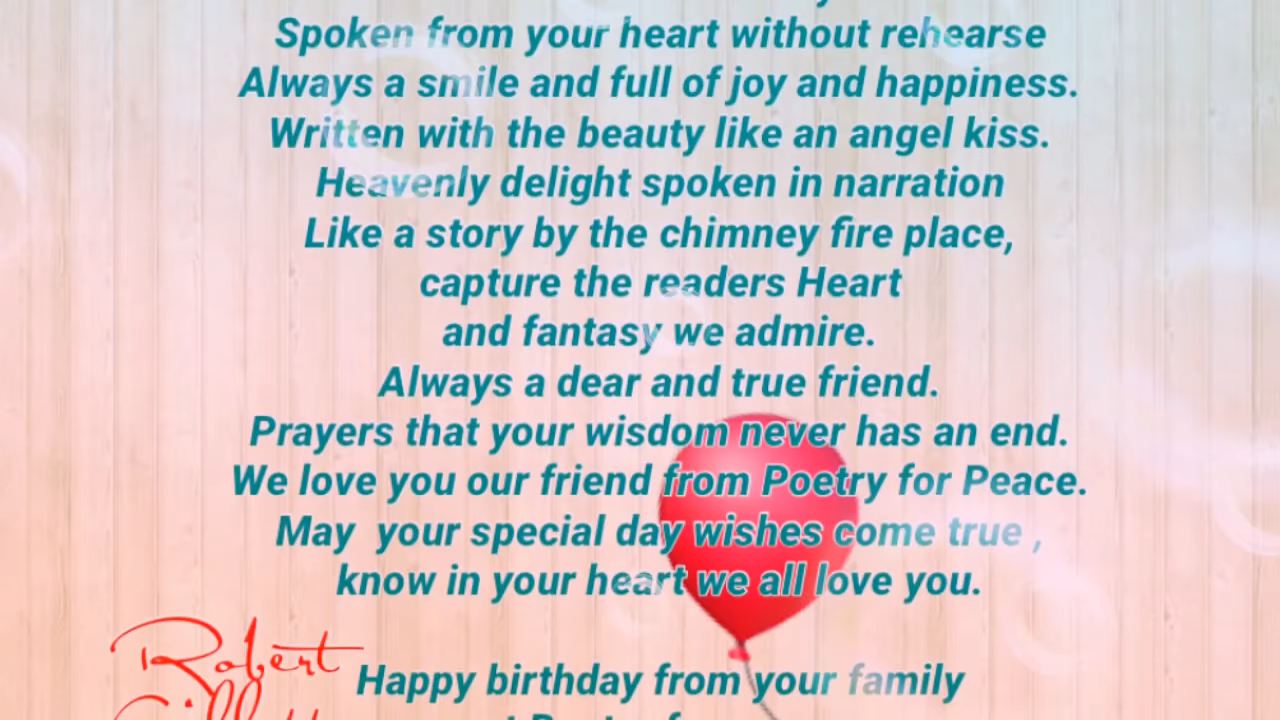 Spoken from your heart without rehearse
Always a smile and full of joy and happiness.
Written with the beauty like an angel kiss.
Heavenly delight spoken in narration
Like a story by the chimney fire place,
capture the readers Heart
and fantasy we admire.
Always a dear and true friend.
Prayers that your wisdom never has an end.
We love you our friend from Poetry for Peace.
May  your special day wishes come true ,
know in your heart we all love you.
Robert
Happy birthday from your family